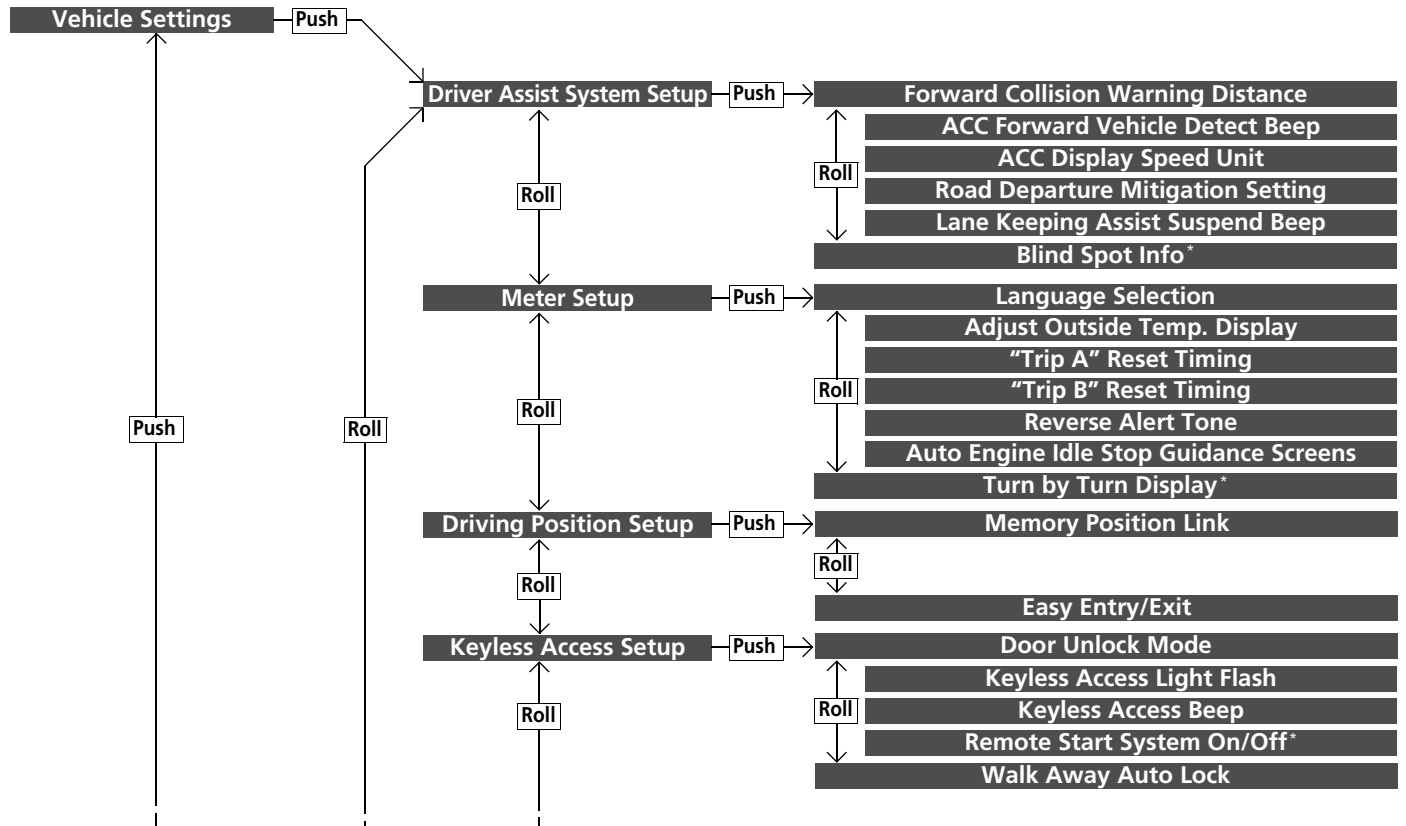 Vehicle Settings Push
Driver Assist System Setup Push Forward Collision Warning Distance
ACC Forward Vehicle Detect Beep
ACC Display Speed Unit
Roll
Road Departure Mitigation Setting
Roll
Lane Keeping Assist Suspend Beep
Blind Spot Info*
Meter Setup Push Language Selection
Adjust Outside Temp. Display
“Trip A” Reset Timing
“Trip B” Reset Timing
Roll
Roll
Reverse Alert Tone
Push Roll
Auto Engine Idle Stop Guidance Screens
Turn by Turn Display*
Driving Position Setup Push Memory Position Link
Roll
Roll
Easy Entry/Exit
Keyless Access Setup Push Door Unlock Mode
Keyless Access Light Flash
Roll Roll Keyless Access Beep
Remote Start System On/Off*
Walk Away Auto Lock